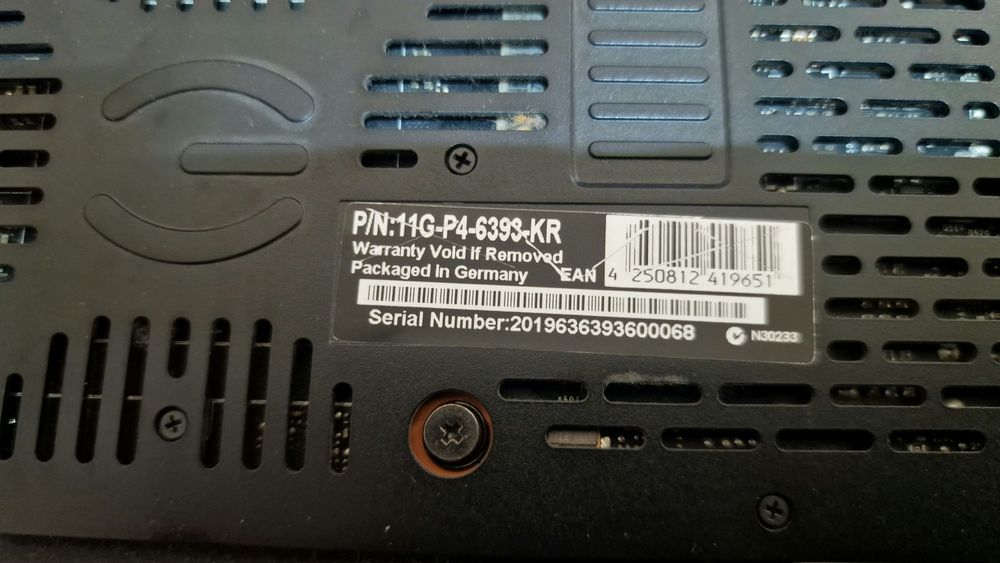 P/N:11G-P4-6393-KR
Warranty Void If Removed
Packaged In Germany
EAN
4 250812 419651
Serial Number:2019636393600068
N30233